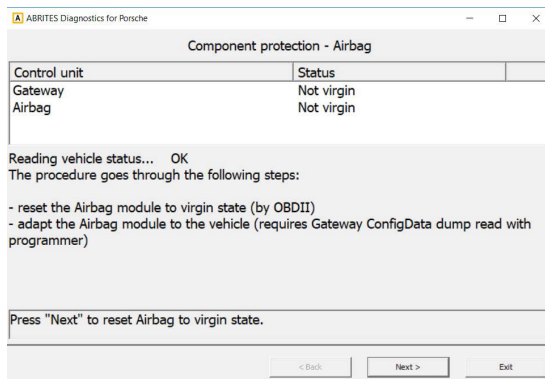 A ABRITES Diagnostics for Porsche
Component protection - Airbag
Control unit Status
Gateway Not virgin
Airbag Not virgin
Reading vehicle status... OK
The procedure goes through the following steps:
- reset the Airbag module to virgin state (by OBDII)
- adapt the Airbag module to the vehicle (requires Gateway ConfigData dump read with
programmer)
Press "Next" to reset Airbag to virgin state.
< Back Next > Exit